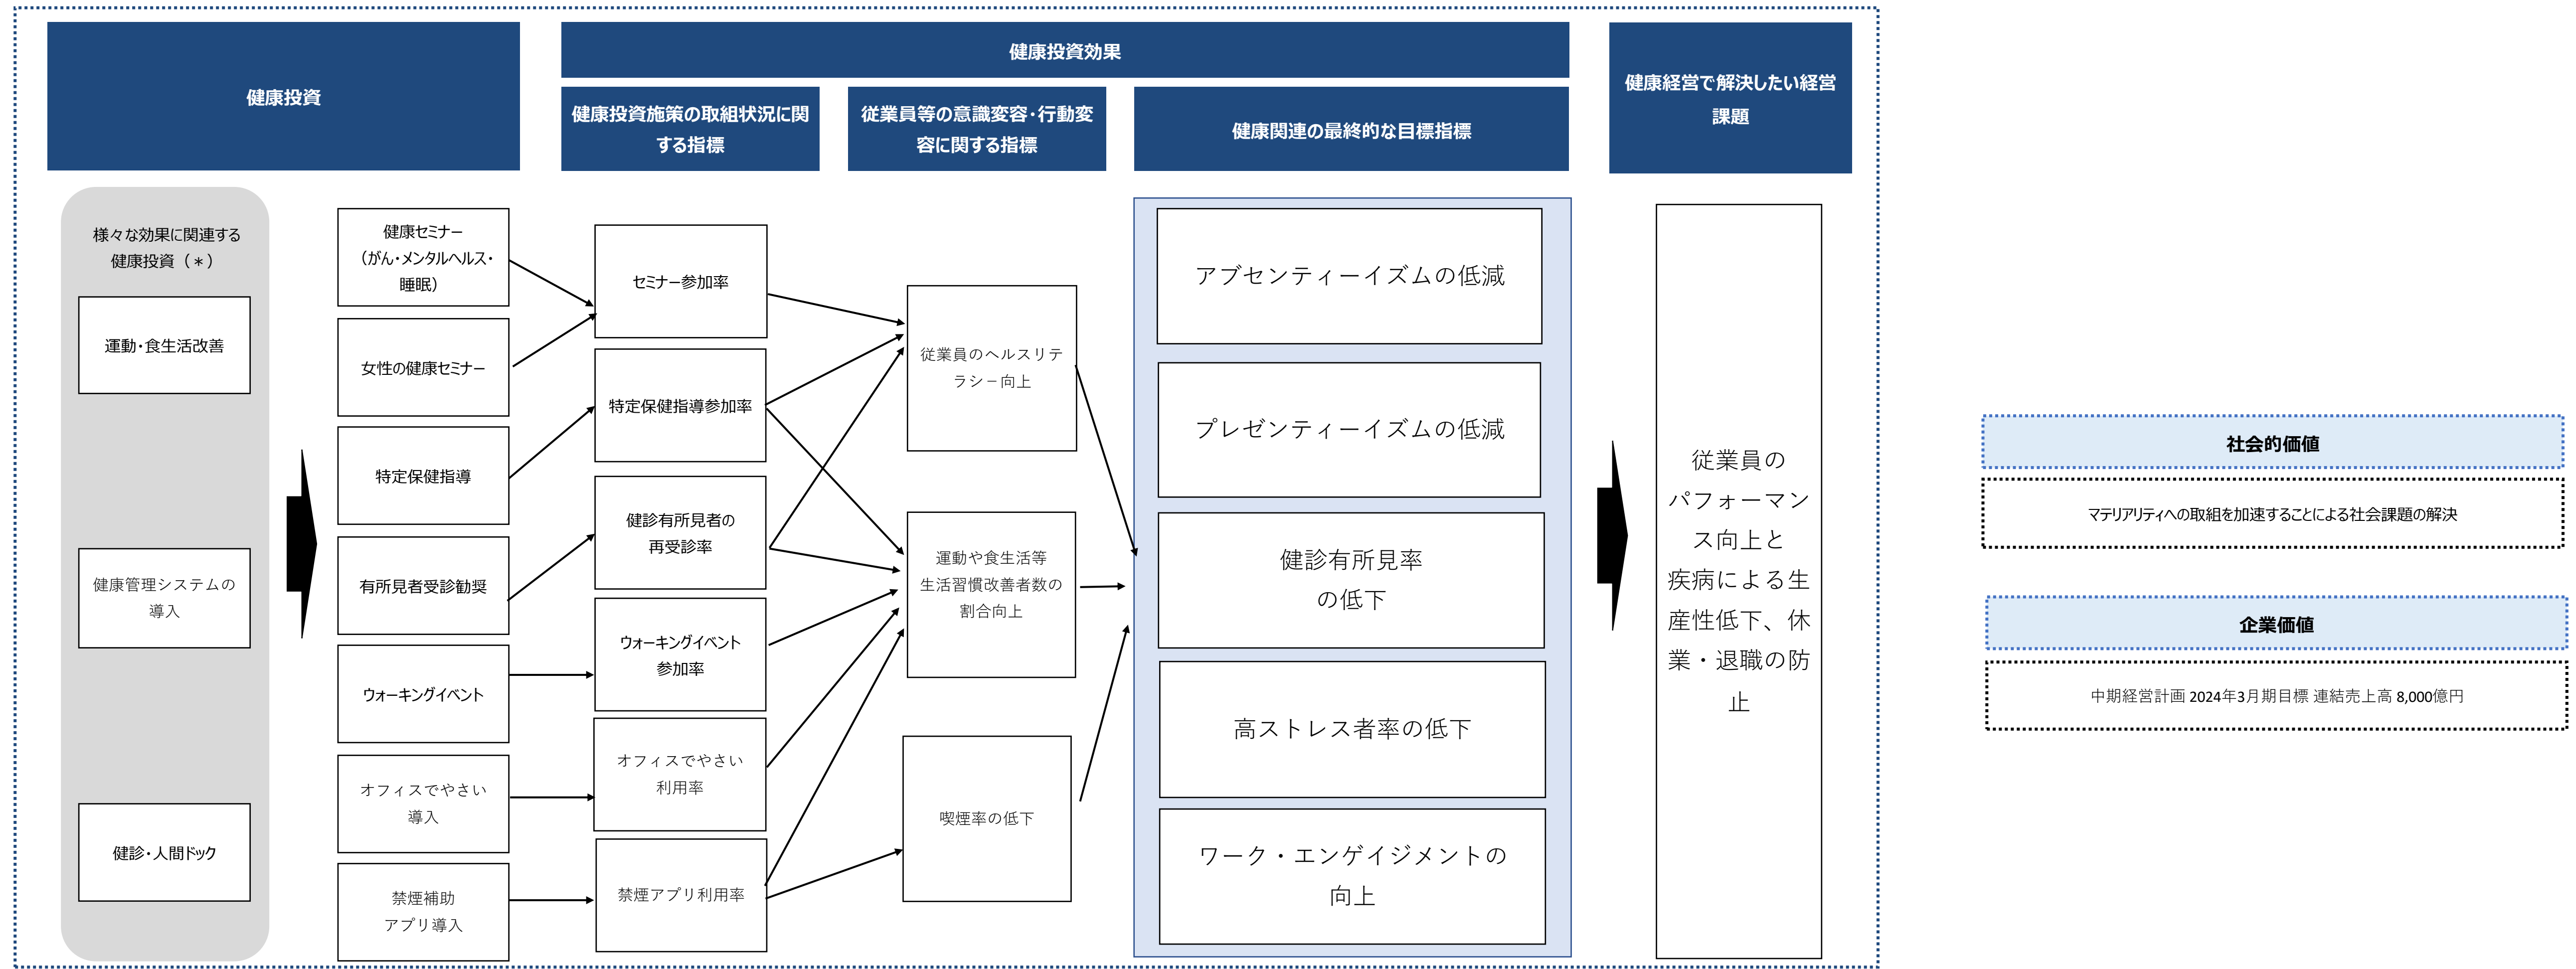 健康投資
健康投資効果
健康投資施策の取組状況に関
する指標
従業員等の意識変容・行動変
容に関する指標
健康関連の最終的な目標指標
健康経営で解決したい経営
課題
様々な効果に関連する
健康投資（＊）
運動・食生活改善
健康管理システムの
導入
健診・人間ドック
健康セミナー
（がん・メンタルヘルス・
睡眠）
女性の健康セミナー
特定保健指導
有所見者受診勧奨
ウォーキングイベント
オフィスでやさい
導入
禁煙補助
アプリ導入
セミナー参加率
特定保健指導参加率
健診有所見者の
再受診率
ウォーキングイベント
参加率
オフィスでやさい
利用率
禁煙アプリ利用率
従業員のヘルスリテ
ラシ－向上
運動や食生活等
生活習慣改善者数の
割合向上
喫煙率の低下
アブセンティーイズムの低減
プレゼンティーイズムの低減
健診有所見率
の低下
高ストレス者率の低下
ワーク・エンゲイジメントの
向上
従業員の
パフォーマン
ス向上と
疾病による生
産性低下、休
業・退職の防
止
社会的価値
マテリアリティへの取組を加速することによる社会課題の解決
企業価値
中期経営計画 2024年3月期目標 連結売上高 8,000億円